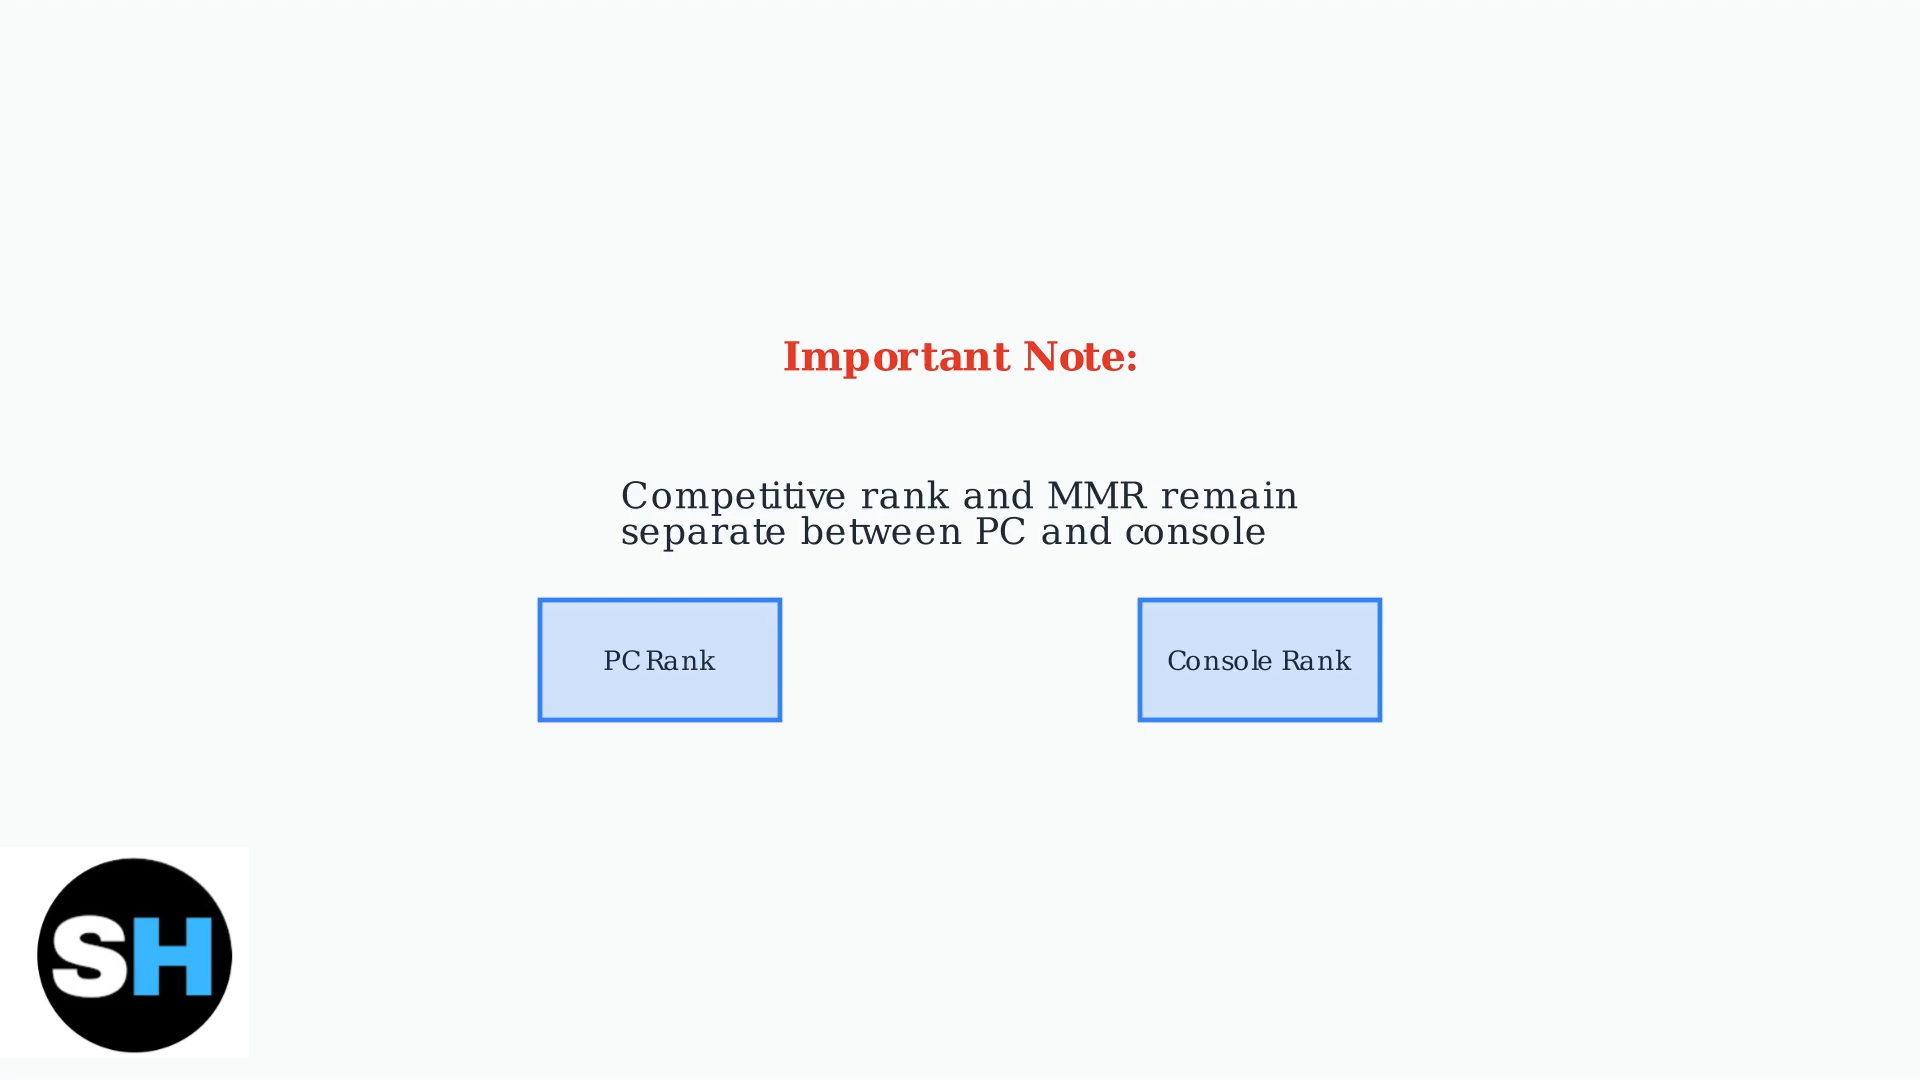 Important Note:
Competitive rank and MMR remain
separate between PC and console
PC Rank
Console Rank
SH